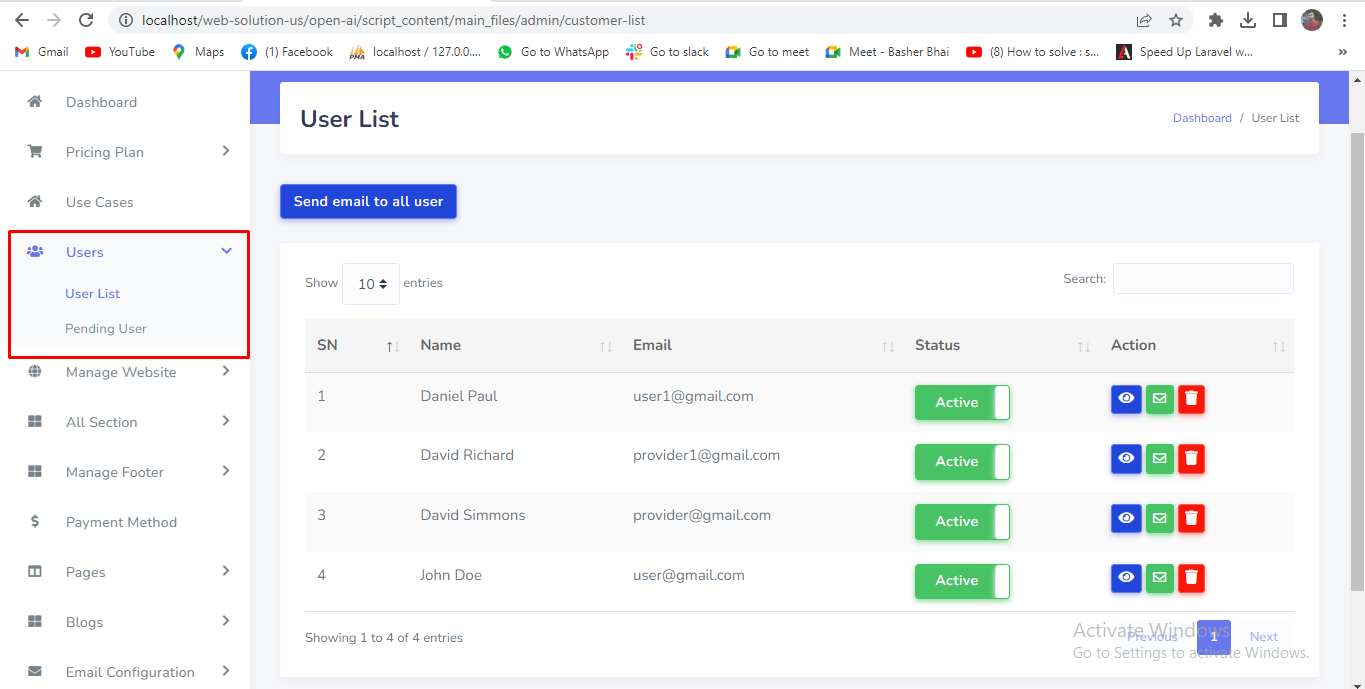 localhost/web-solution-us/open-ai/script_content/main_files/admin/customer-list
Gmail YouTube Maps (1) Facebook localhost / 127.0.0.... Go to WhatsApp Go to slack Go to meet Meet - Basher Bhai (8) How to solve : s... Speed Up Laravel w... »
Dashboard
Pricing Plan
Use Cases
Users
User List
Pending User
Manage Website
All Section
Manage Footer
Payment Method
Pages
Blogs
Email Configuration
User List
Dashboard / User List
Send email to all user
Show 10 entries
Search:
SN Name Email Status Action
1 Daniel Paul user1@gmail.com Active
2 David Richard provider1@gmail.com Active
3 David Simmons provider@gmail.com Active
4 John Doe user@gmail.com Active
Showing 1 to 4 of 4 entries
Previous 1 Next
Activate Windows
Go to Settings to activate Windows.